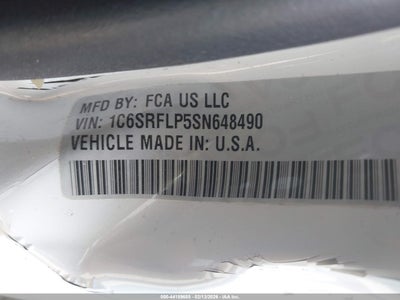 MFD BY: FCA US LLC
VIN: 1C6SRFLP5SN648490
VEHICLE MADE IN: U.S.A.